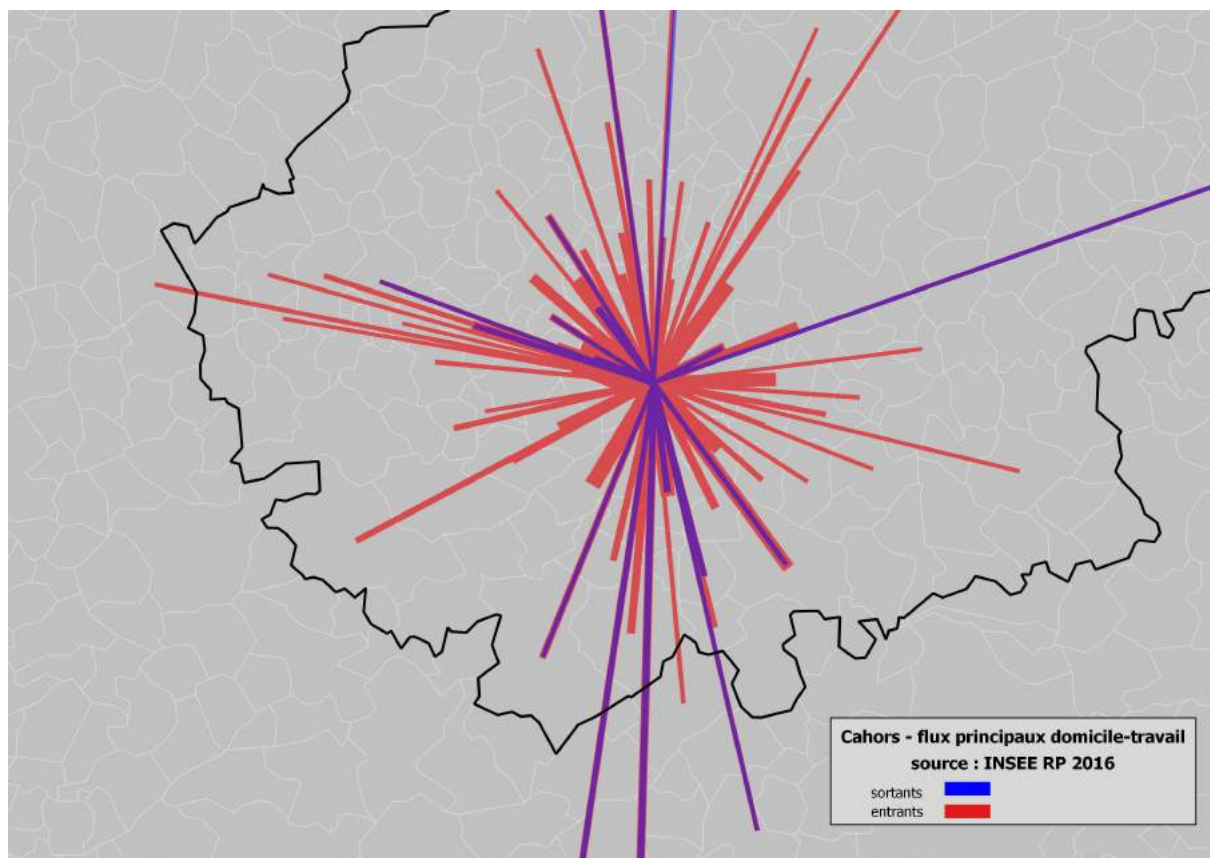 Cahors - flux principaux domicile-travail
source : INSEE RP 2016
sortants
entrants